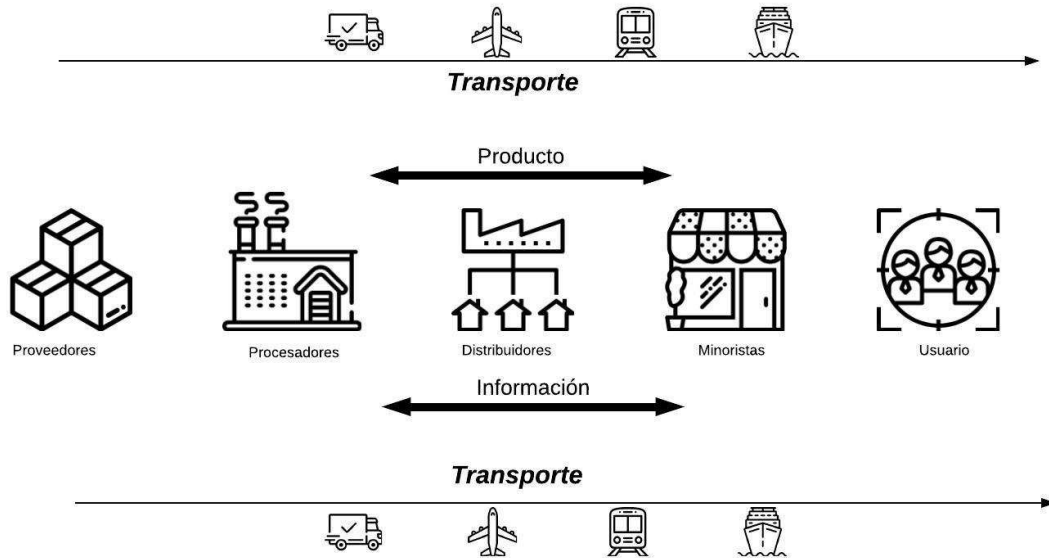 Transporte
Producto
Proveedores
Procesadores
Distribuidores
Minoristas
Usuario
Información
Transporte